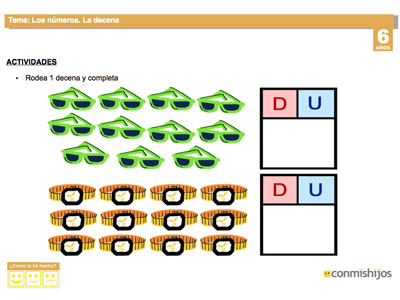 Tema: Los números. La decena
6
AÑOS
ACTIVIDADES
• Rodea 1 decena y completa
D U
D U
¿Cómo lo he hecho?
conmishijos